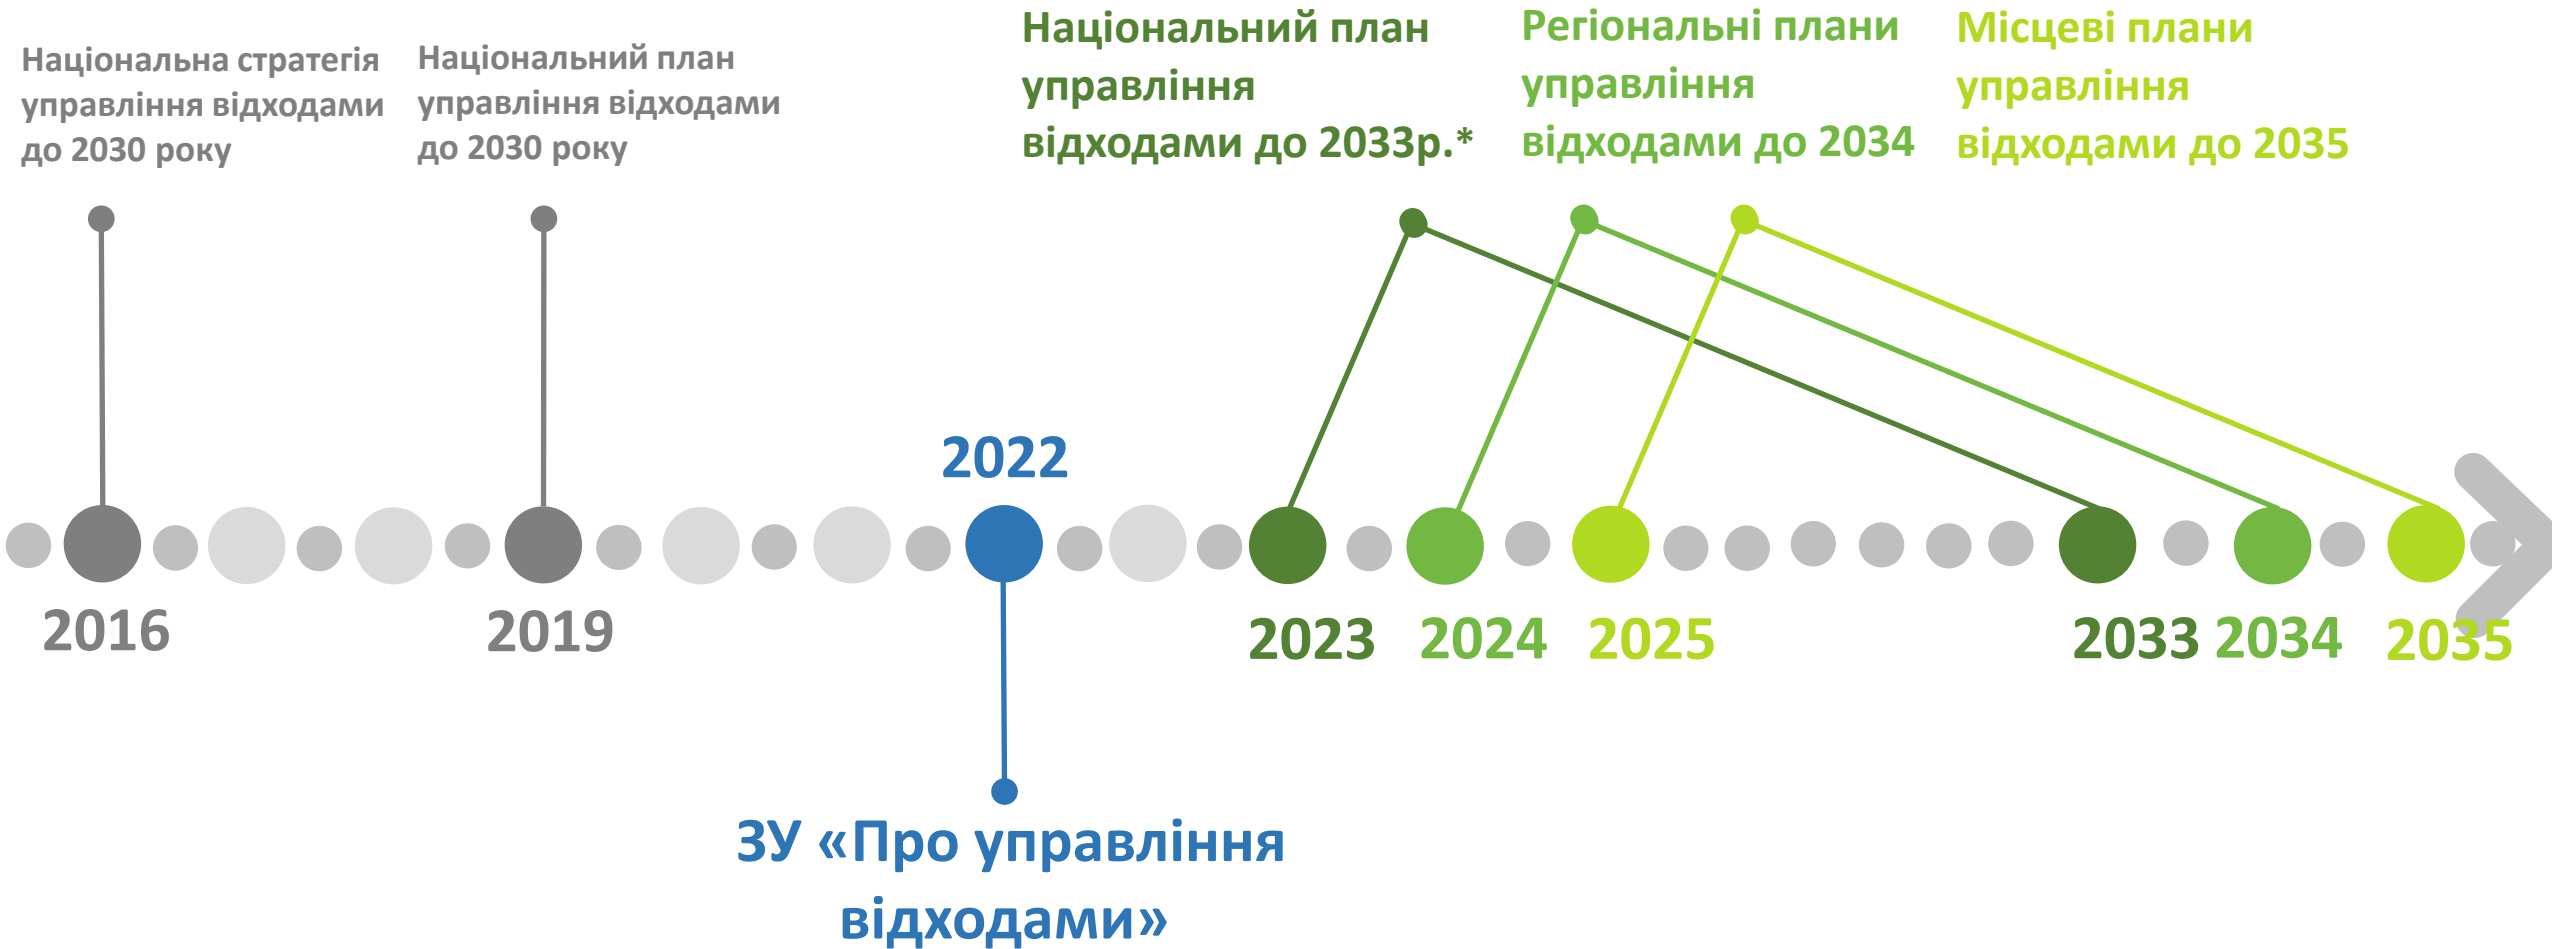 Національна стратегія
управління відходами
до 2030 року
Національний план
управління відходами
до 2030 року
Національний план
управління
відходами до 2033р.*
Регіональні плани
управління
відходами до 2034
Місцеві плани
управління
відходами до 2035
2022
2016
2019
2023
2024
2025
2033
2034
2035
ЗУ «Про управління
відходами»